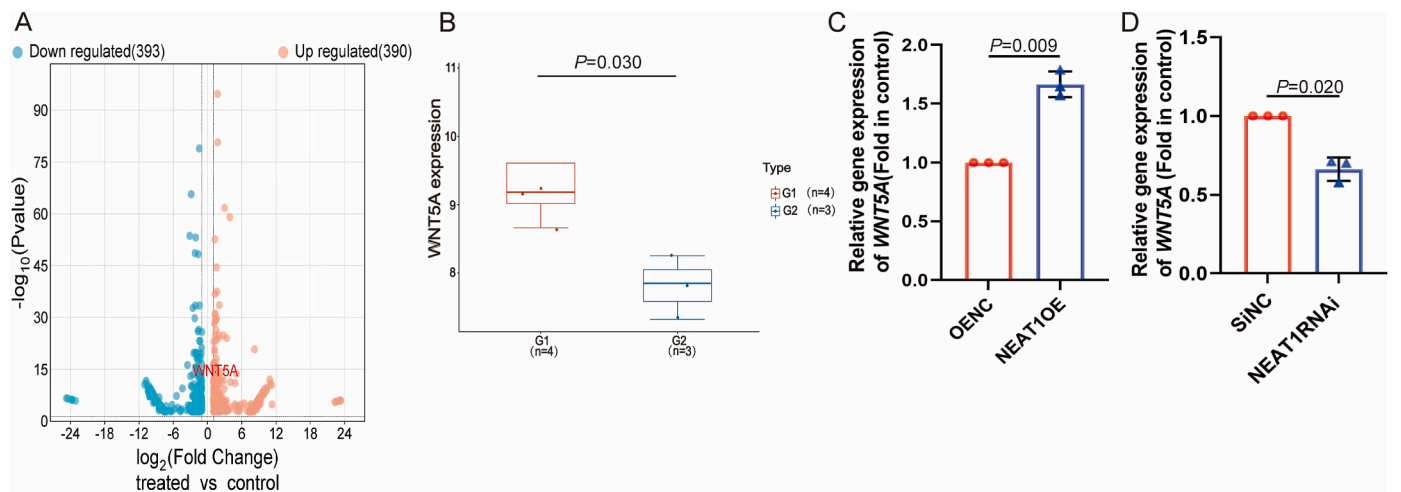 A
Down regulated(393)
Up regulated(390)
-log10(Pvalue)
90
75
60
45
30
15
0
WNT5A
-24 -18 -12 -6 0 6 12 18 24
log2(Fold Change)
treated vs control
B
WNT5A expression
11
10
9
8
P=0.030
G1
(n=4)
G2
(n=3)
Type
G1 (n=4)
G2 (n=3)
C
Relative gene expression
of WNT5A(Fold in control)
2.0
1.5
1.0
0.5
0.0
P=0.009
OENC
NEAT1OE
D
Relative gene expression
of WNT5A (Fold in control)
1.5
1.0
0.5
0.0
P=0.020
SiNC
NEAT1RNAi